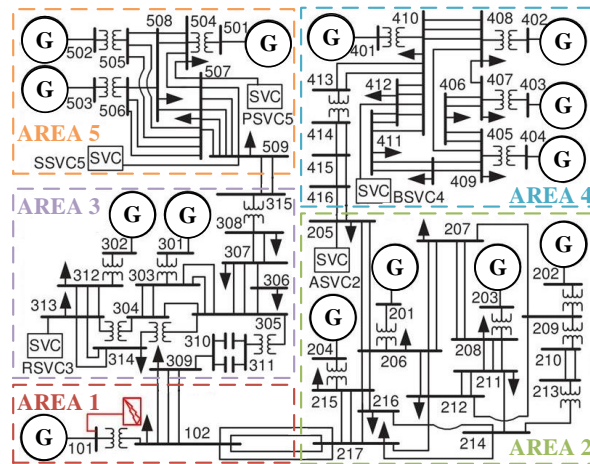 508 504 501
G G
502
505
507
G
503
506
SVC
PSVC5
AREA 5
SSVC5 SVC
509
410 408 402
G G
401
413
412 406 407 403
G
414
411 405 404
G
415
416
SVC BSVC4
409
AREA 4
AREA 3
315
G G
308
302 301
307
312 303
306
313 304
305
SVC
310
RSVC3
314
311
309
205
207
G
SVC
ASVC2
G G
202
201 203
G
209
204
206 208
210
211
213
215 216 212
214
217
AREA 2
AREA 1
G
101
102